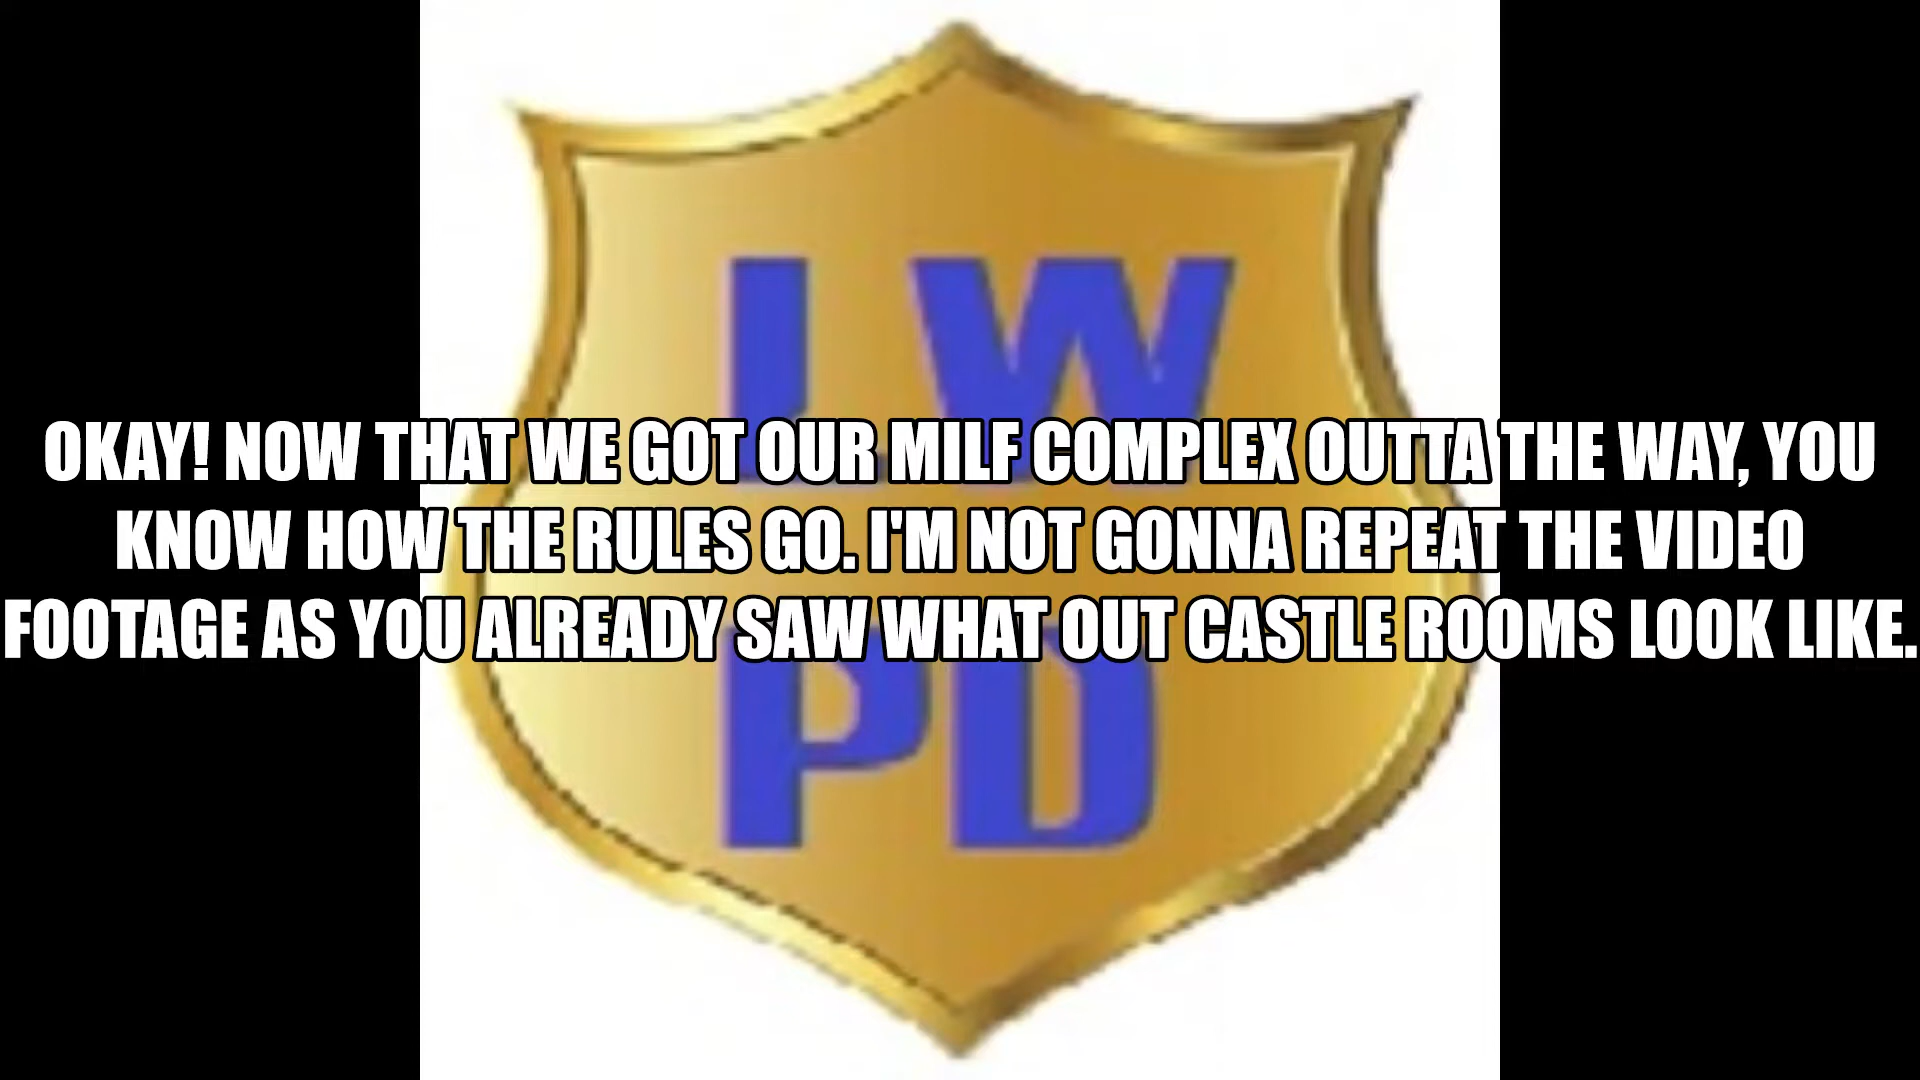 L W
OKAY! NOW THAT WE GOT OUR MILF COMPLEX OUTTA THE WAY, YOU
KNOW HOW THE RULES GO. I'M NOT GONNA REPEAT THE VIDEO
FOOTAGE AS YOU ALREADY SAW WHAT OUT CASTLE ROOMS LOOK LIKE.
PD